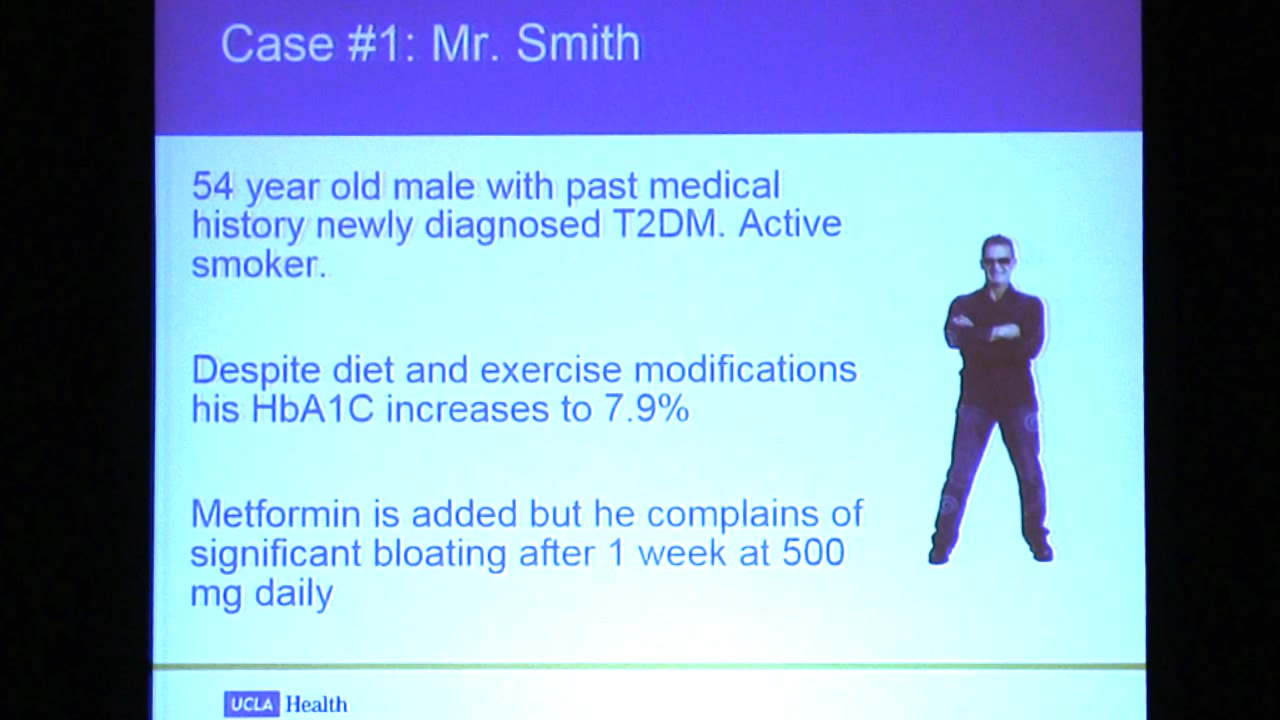 Case #1: Mr. Smith
54 year old male with past medical
history newly diagnosed T2DM. Active
smoker.
Despite diet and exercise modifications
his HbA1C increases to 7.9%
Metformin is added but he complains of
significant bloating after 1 week at 500
mg daily
UCLA Health